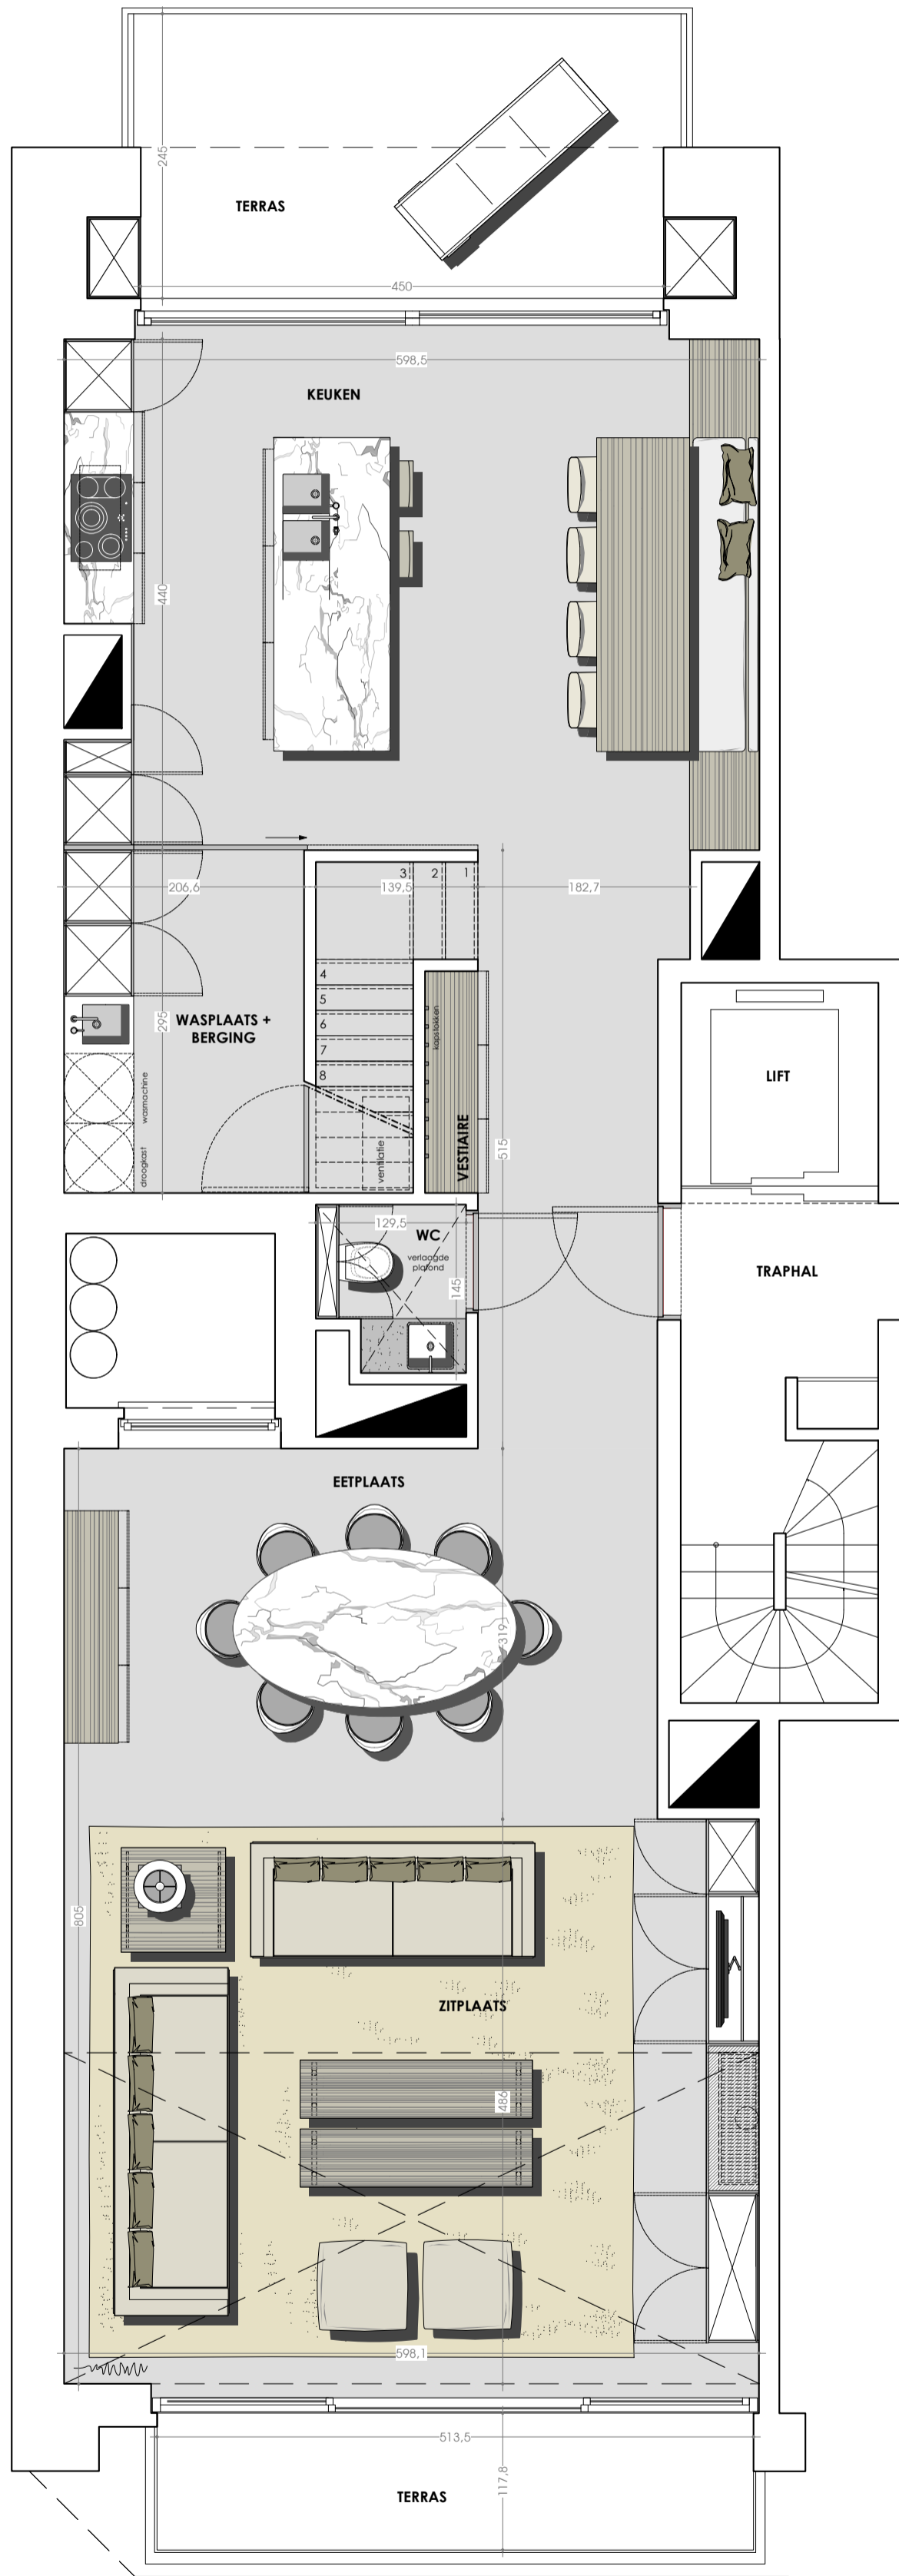 245
TERRAS
450
598,5
KEUKEN
440
3
2
1
206,6
139,5
182,7
4
5
6
7
8
kapstokken
295
WASPLAATS +
BERGING
LIFT
wasmachine
droogkast
ventilatie
VESTIAIRE
515
129,5
WC
verlaagde
plafond
145
TRAPHAL
EETPLAATS
319
805
ZITPLAATS
486
598,1
513,5
117,8
TERRAS